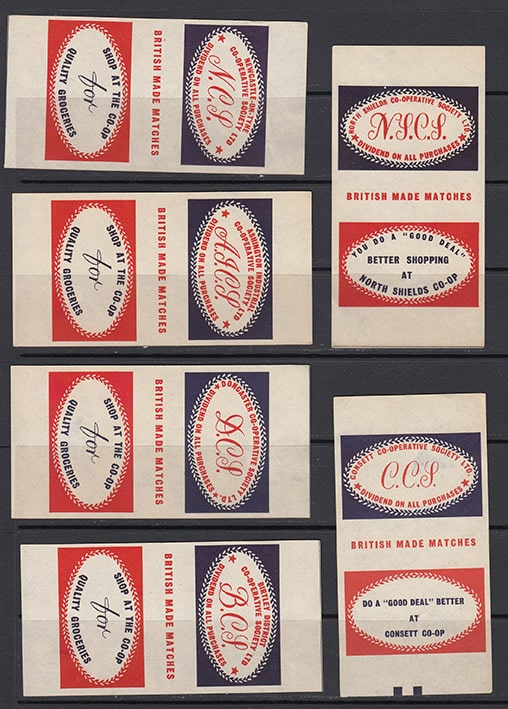 SHOP AT THE CO-OP
for
QUALITY GROCERIES
BRITISH MADE MATCHES
NEWCASTLE-ON-TYNE
CO-OPERATIVE SOCIETY LTD
N.C.S.
DIVIDEND ON ALL PURCHASES
SHOP AT THE CO-OP
for
QUALITY GROCERIES
BRITISH MADE MATCHES
ASHINGTON INDUSTRIAL
CO-OPERATIVE SOCIETY LTD
A.I.C.S.
DIVIDEND ON ALL PURCHASES
SHOP AT THE CO-OP
for
QUALITY GROCERIES
BRITISH MADE MATCHES
DONCASTER CO-OPERATIVE SOCIETY LTD.
D.C.S
DIVIDEND ON ALL PURCHASES
SHOP AT THE CO-OP
for
QUALITY GROCERIES
BRITISH MADE MATCHES
BIRTLEY DISTRICT
CO-OPERATIVE SOCIETY LTD
B.C.S.
DIVIDEND ON ALL PURCHASES
NORTH SHIELDS CO-OPERATIVE SOCIETY LTD
N.S.C.S.
DIVIDEND ON ALL PURCHASES
BRITISH MADE MATCHES
YOU DO A "GOOD DEAL"
BETTER SHOPPING
AT
NORTH SHIELDS CO-OP
CONSETT CO-OPERATIVE SOCIETY LTD
C.C.S.
DIVIDEND ON ALL PURCHASES
BRITISH MADE MATCHES
DO A "GOOD DEAL" BETTER
AT
CONSETT CO-OP